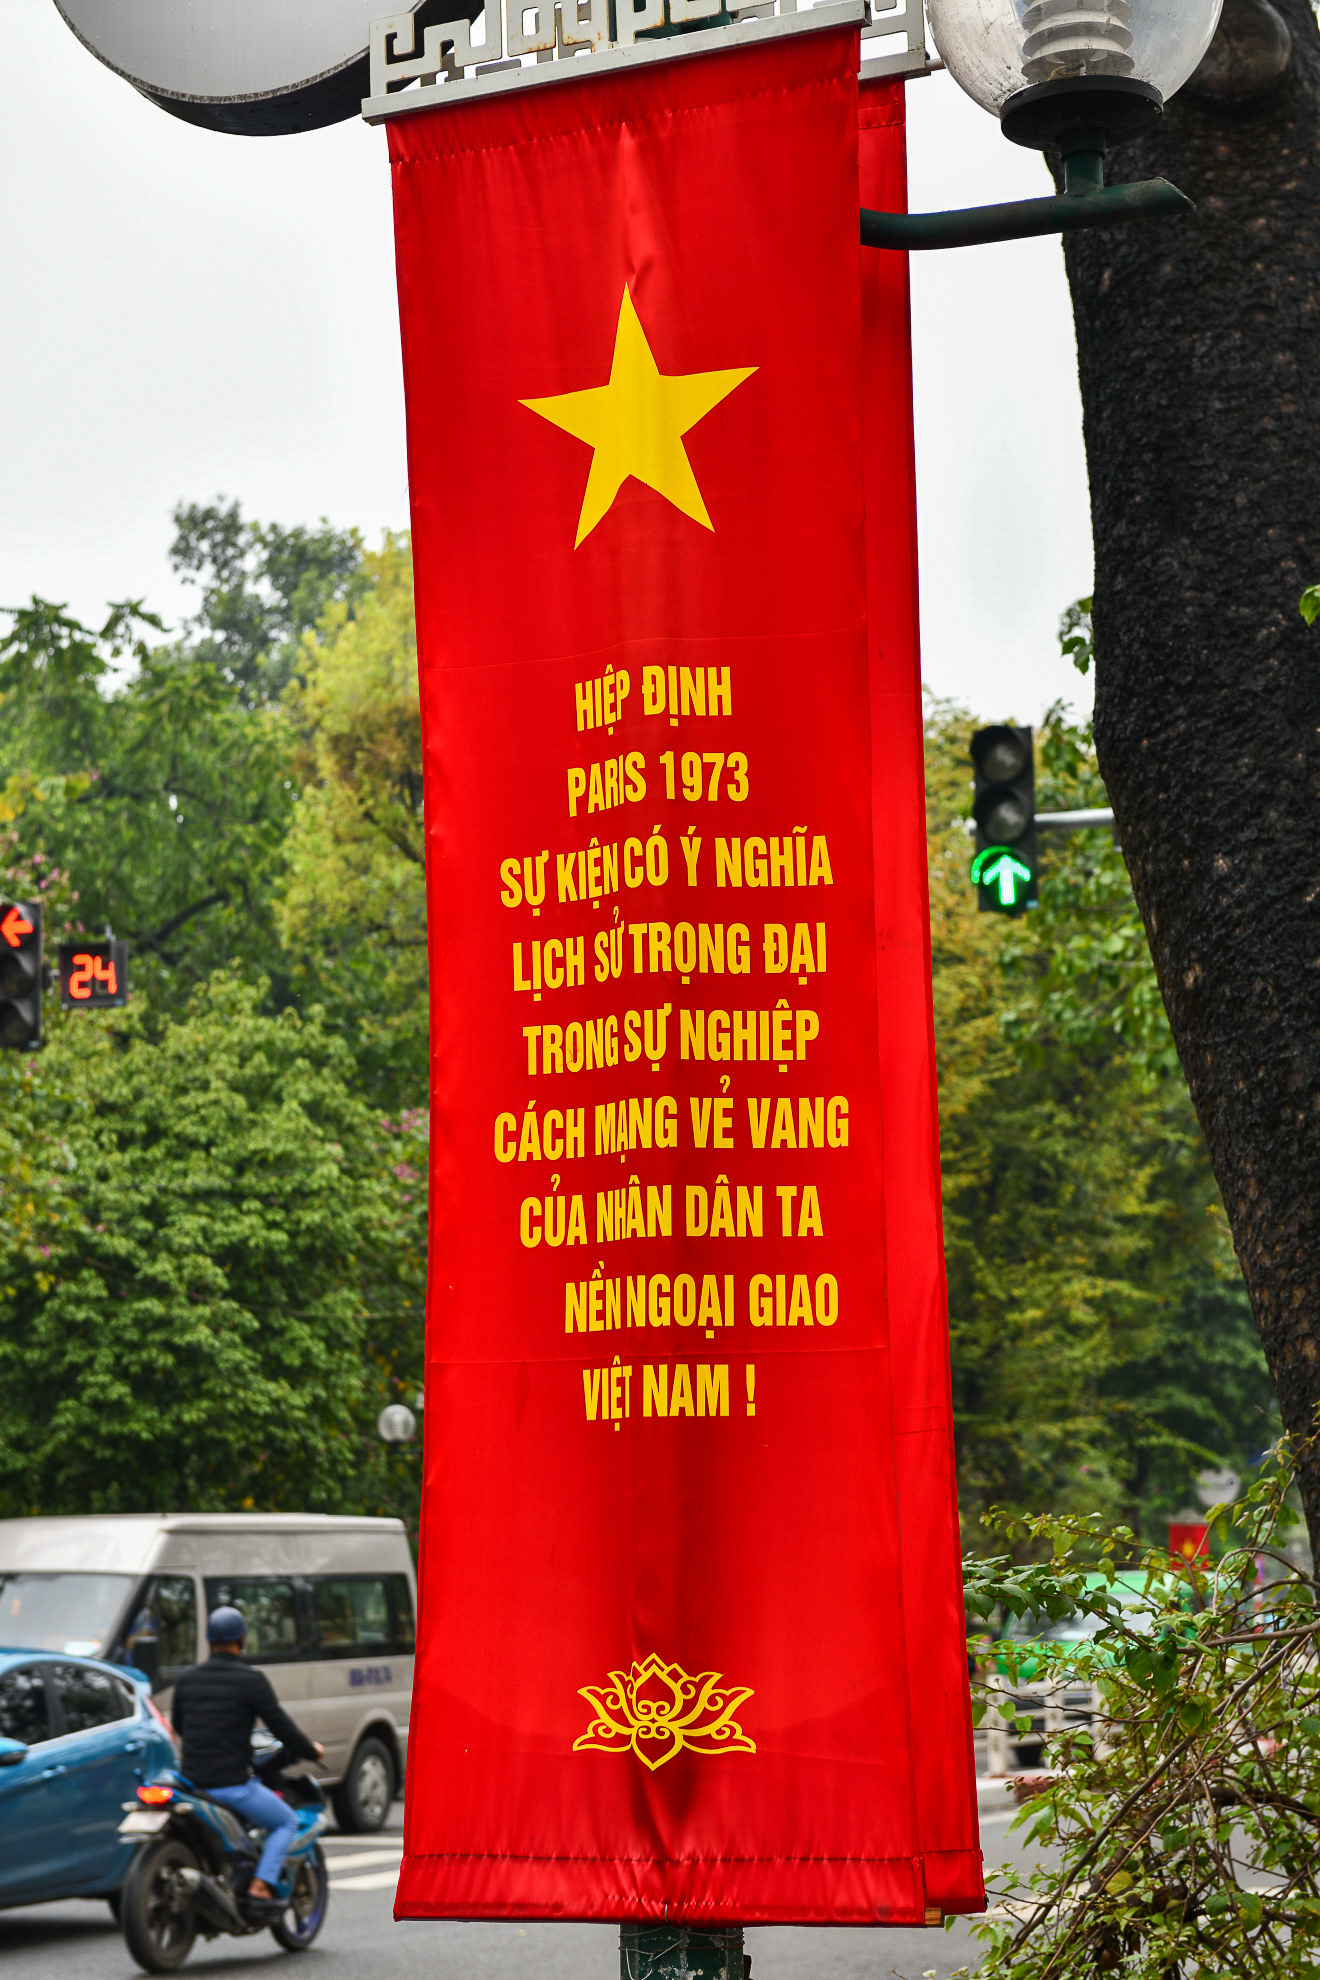 HIỆP ĐỊNH
PARIS 1973
SỰ KIỆN CÓ Ý NGHĨA
LỊCH SỬ TRỌNG ĐẠI
TRONG SỰ NGHIỆP
CÁCH MẠNG VẺ VANG
CỦA NHÂN DÂN TA
NỀN NGOẠI GIAO
VIỆT NAM !
24